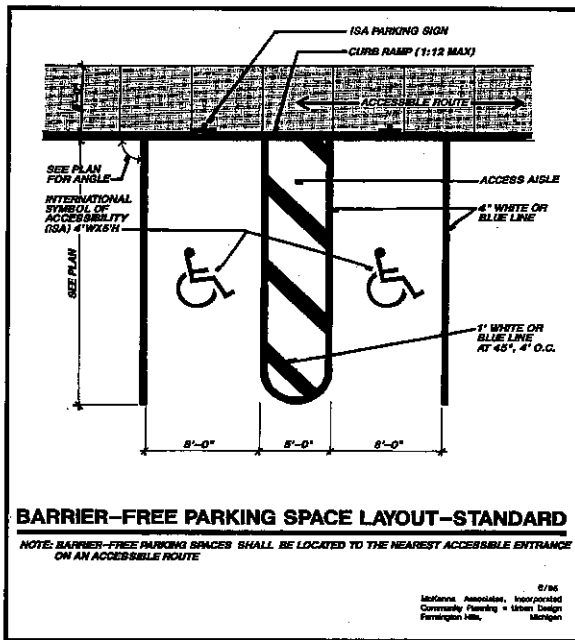 ISA PARKING SIGN
CURB RAMP (1:12 MAX)
ACCESSIBLE ROUTE
SEE PLAN
FOR ANGLE
ACCESS AISLE
INTERNATIONAL
SYMBOL OF
ACCESSIBILITY
(ISA) 4'WX5'H
4" WHITE OR
BLUE LINE
SEE PLAN
1' WHITE OR
BLUE LINE
AT 45°, 4' O.C.
8'-0" 5'-0" 8'-0"
BARRIER-FREE PARKING SPACE LAYOUT-STANDARD
NOTE: BARRIER-FREE PARKING SPACES SHALL BE LOCATED TO THE NEAREST ACCESSIBLE ENTRANCE
ON AN ACCESSIBLE ROUTE
McKenna Associates, Incorporated
Community Planning • Urban Design
Farmington Hills, Michigan